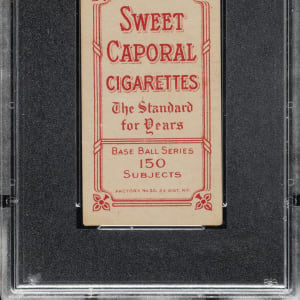 SWEET
CAPORAL
CIGARETTES
The Standard
for Years
BASE BALL SERIES
150
SUBJECTS
FACTORY No 30, 2d DIST. N.Y.